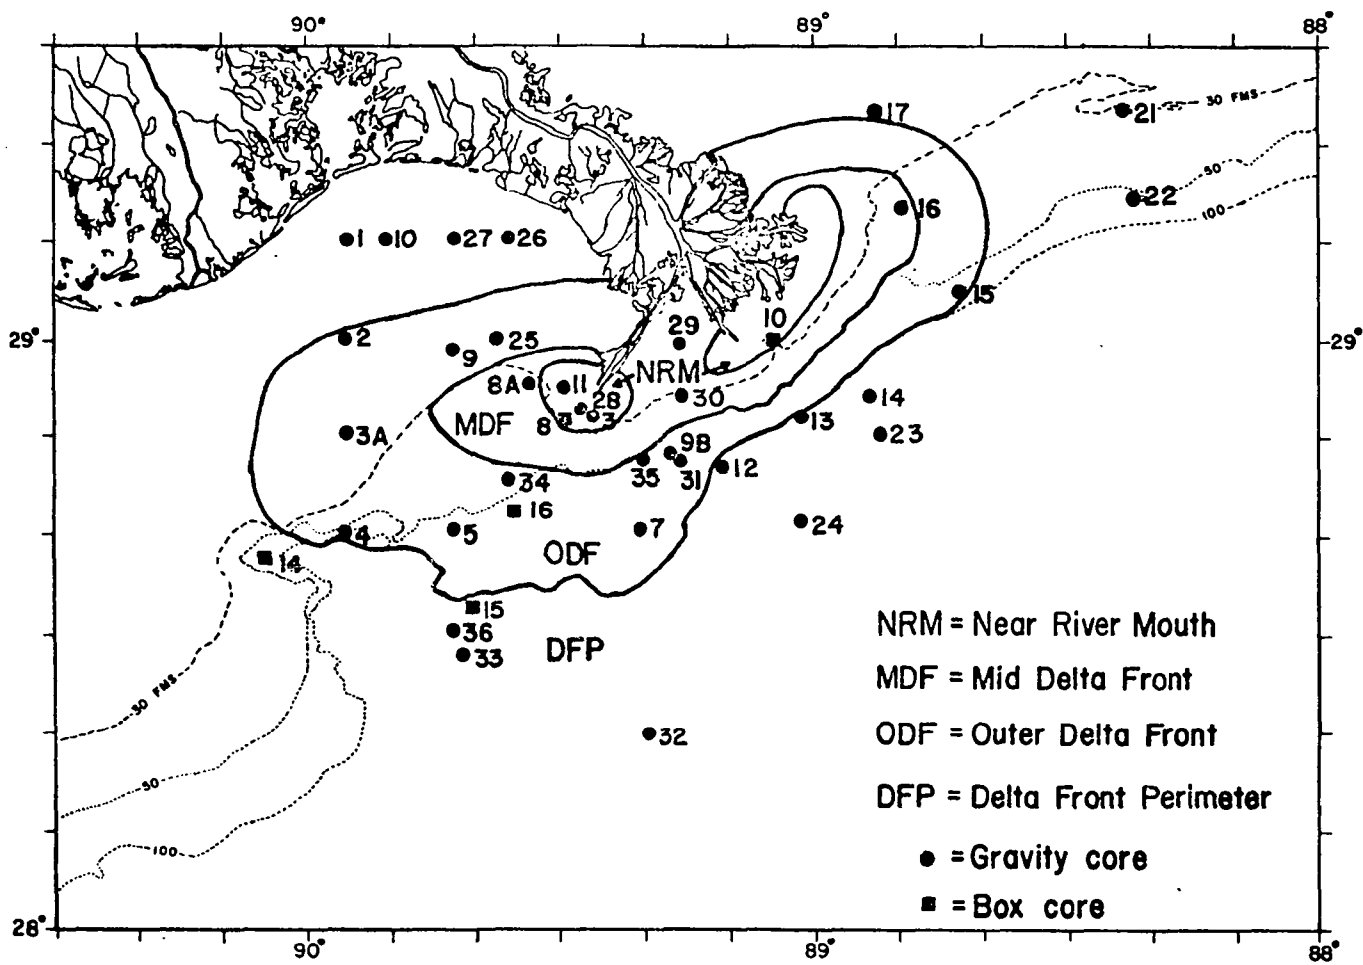 90° 89° 88°
17
30 FMS
21
50
22
100
16
1 10 27 26
15
10
29
29° 29°
2
25
9
NRM
8A 11
28
3
8
30
14
13
23
MDF
3A
9B
12
35 31
34
16
24
4 5 7
ODF
14
15
36
DFP
33
NRM = Near River Mouth
MDF = Mid Delta Front
30 FMS
32
ODF = Outer Delta Front
50
DFP = Delta Front Perimeter
100
= Gravity core
= Box core
28°
90° 89° 88°